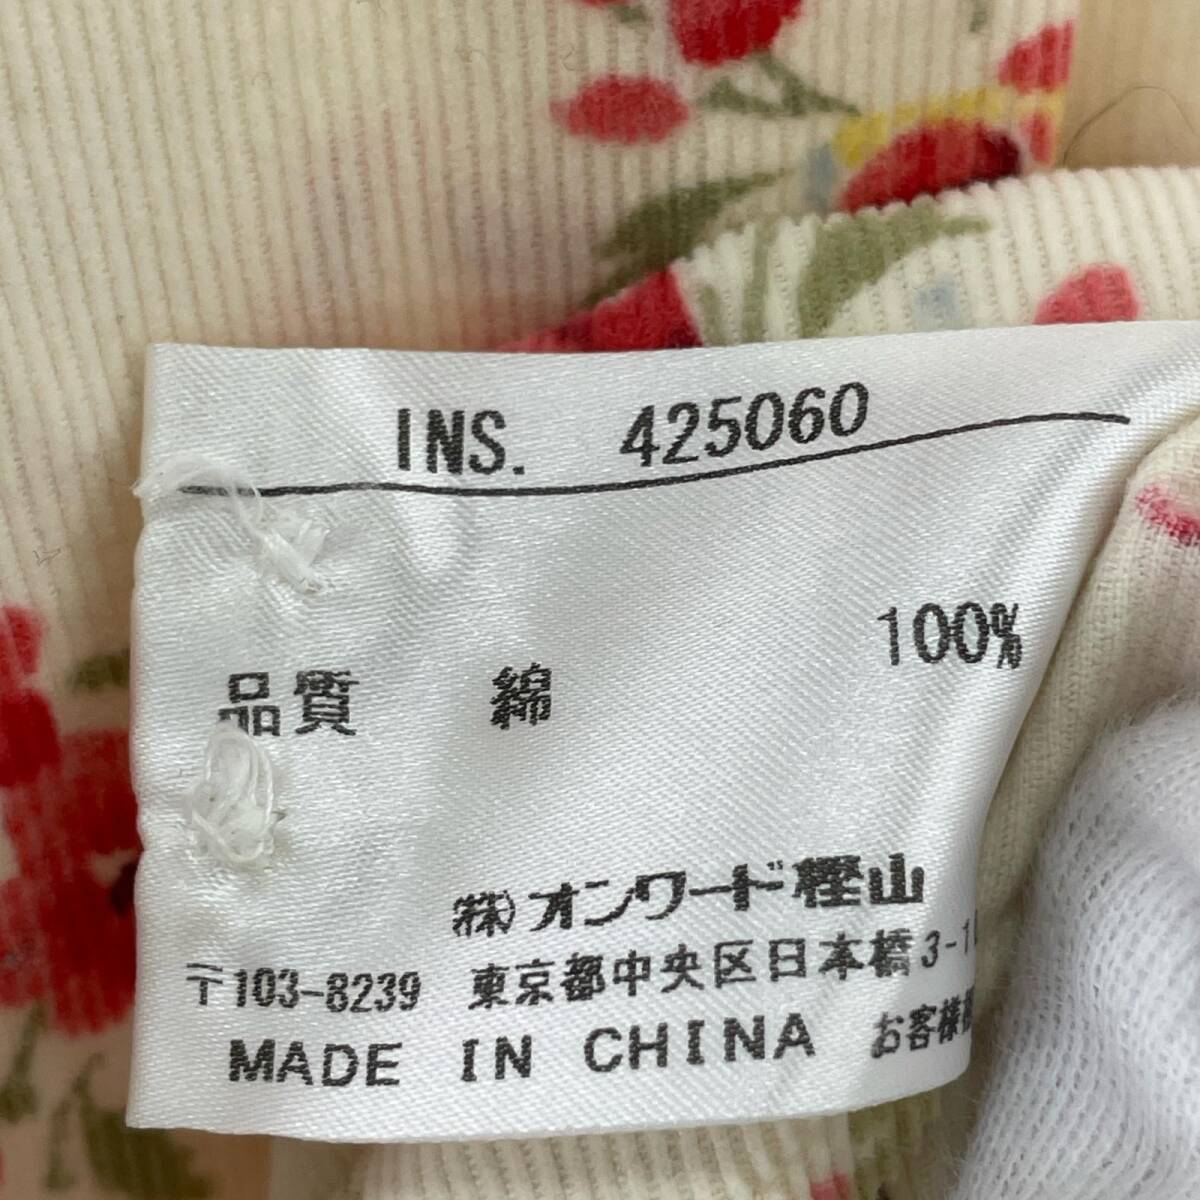 INS. 425060
品質 綿 100%
㈱オンワード樫山
〒103-8239 東京都中央区日本橋3-1
MADE IN CHINA お客様